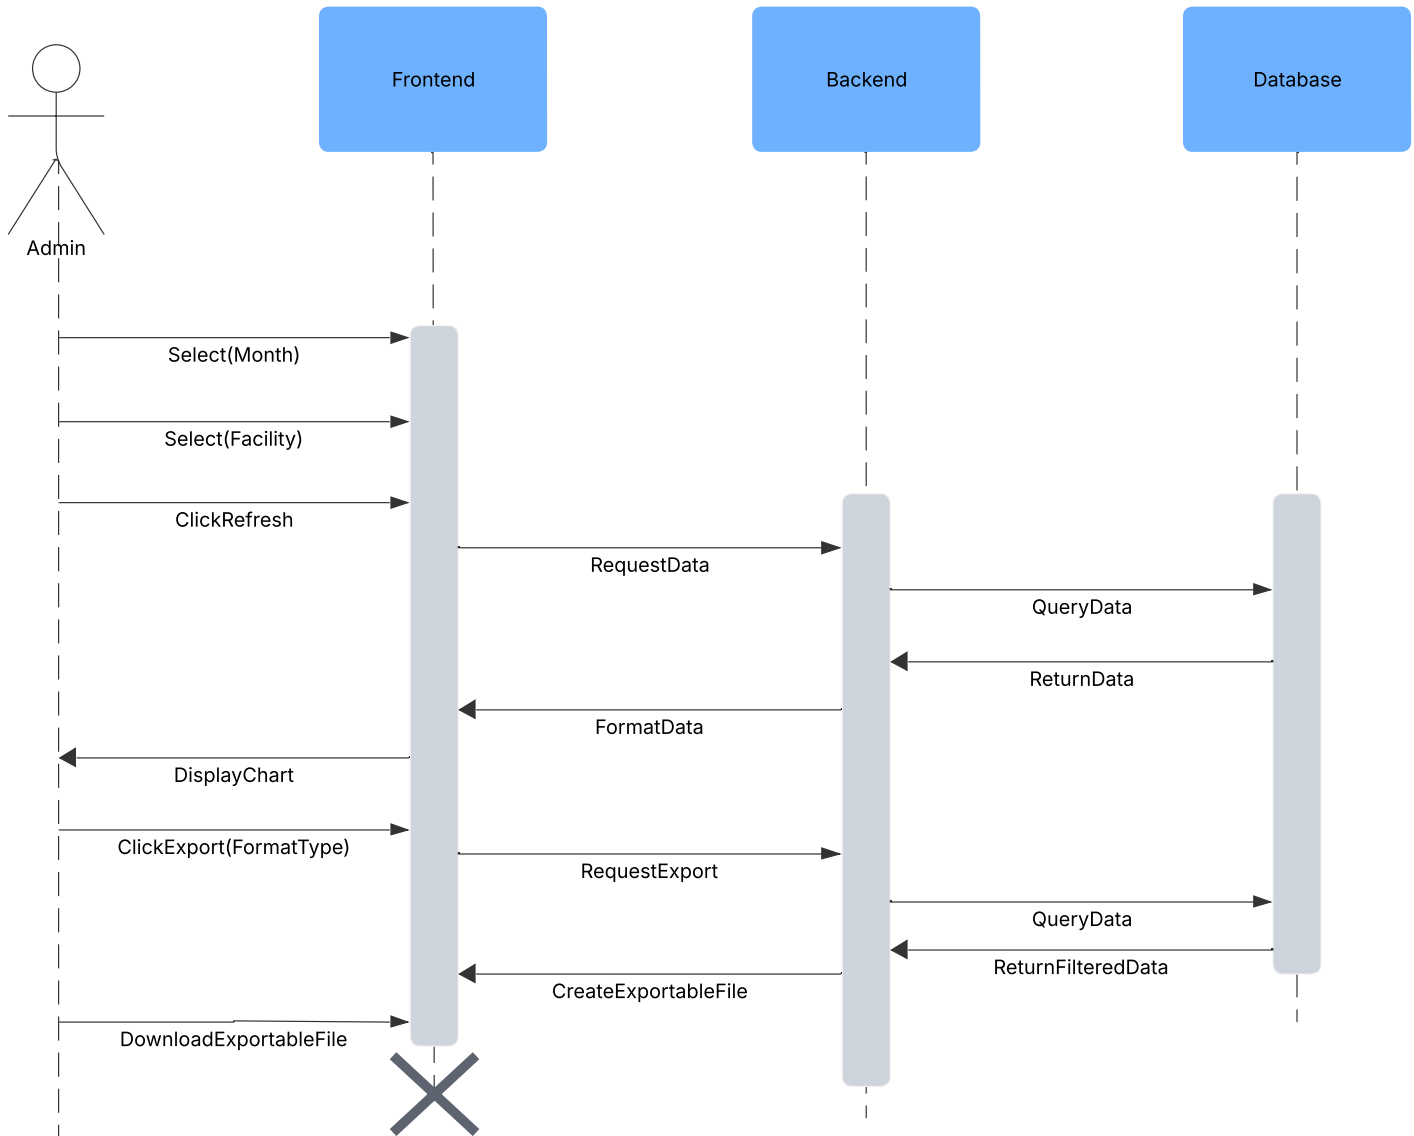 Frontend
Backend
Database
Admin
Select(Month)
Select(Facility)
ClickRefresh
RequestData
QueryData
ReturnData
FormatData
DisplayChart
ClickExport(FormatType)
RequestExport
QueryData
ReturnFilteredData
CreateExportableFile
DownloadExportableFile